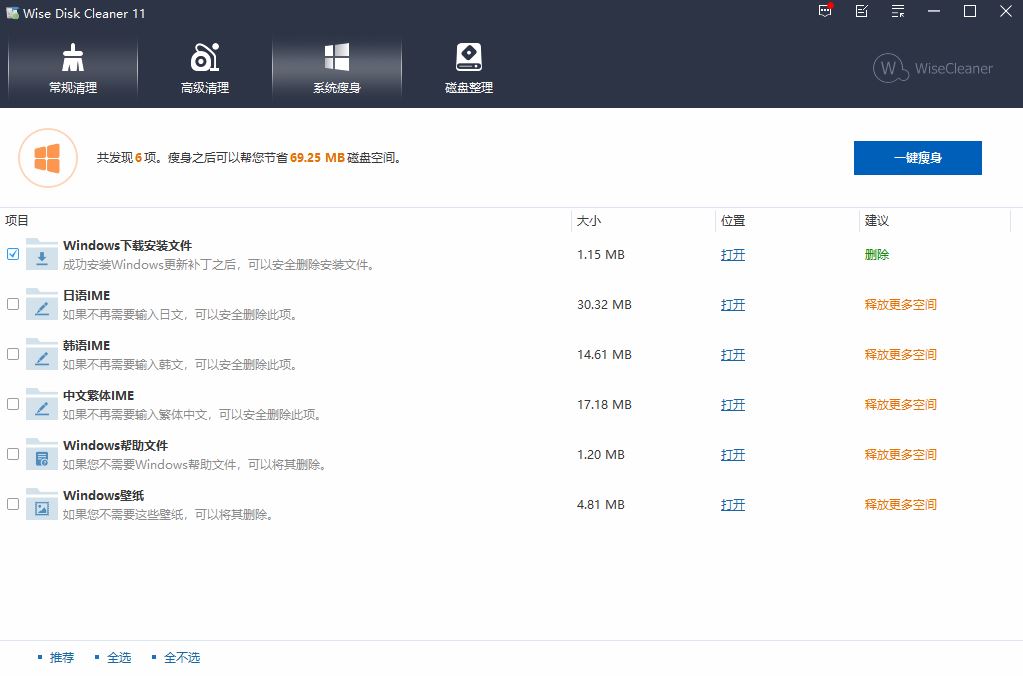 Wise Disk Cleaner 11
常规清理
高级清理
系统瘦身
磁盘整理
W WiseCleaner
共发现6项。瘦身之后可以帮您节省69.25 MB磁盘空间。
一键瘦身
项目 大小 位置 建议
Windows下载安装文件
成功安装Windows更新补丁之后，可以安全删除安装文件。
1.15 MB 打开 删除
日语IME
如果不再需要输入日文，可以安全删除此项。
30.32 MB 打开 释放更多空间
韩语IME
如果不再需要输入韩文，可以安全删除此项。
14.61 MB 打开 释放更多空间
中文繁体IME
如果不再需要输入繁体中文，可以安全删除此项。
17.18 MB 打开 释放更多空间
Windows帮助文件
如果您不需要Windows帮助文件，可以将其删除。
1.20 MB 打开 释放更多空间
Windows壁纸
如果您不需要这些壁纸，可以将其删除。
4.81 MB 打开 释放更多空间
推荐 全选 全不选